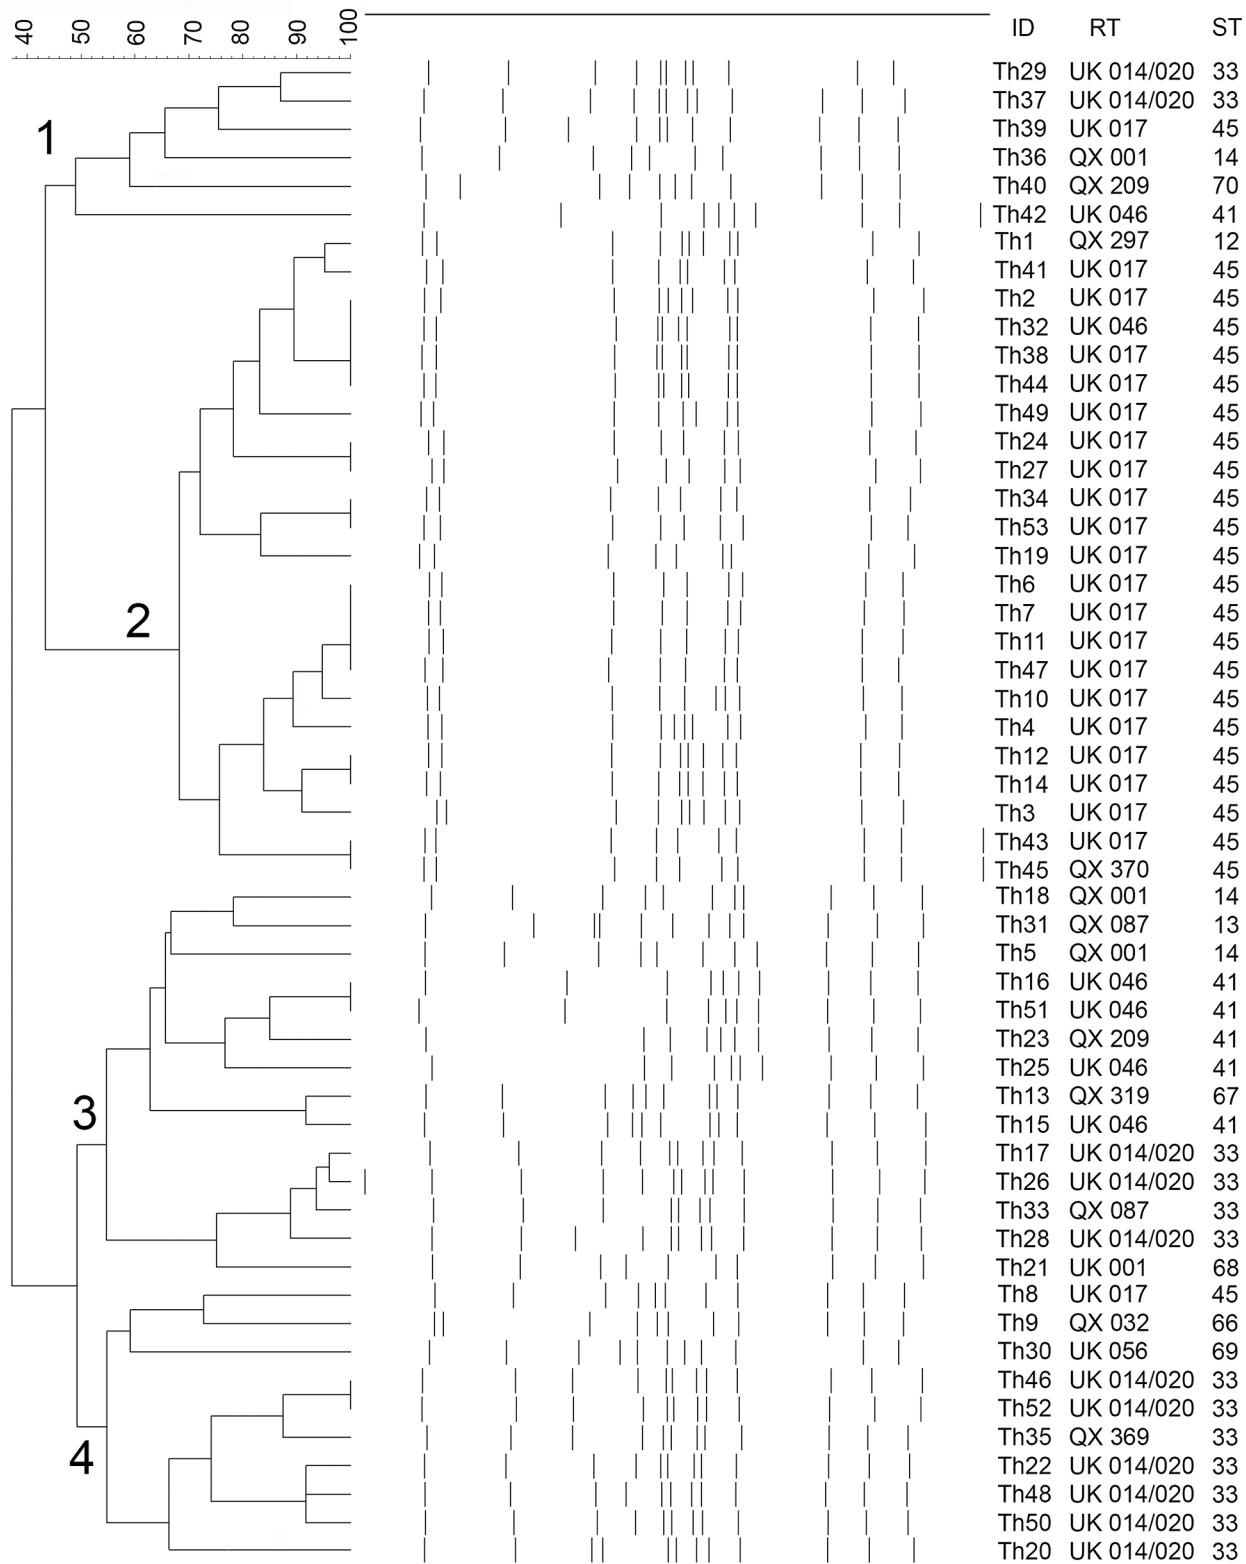 40 50 60 70 80 90 100 ID RT ST
Th29 UK 014/020 33
Th37 UK 014/020 33
1 Th39 UK 017 45
Th36 QX 001 14
Th40 QX 209 70
Th42 UK 046 41
Th1 QX 297 12
Th41 UK 017 45
Th2 UK 017 45
Th32 UK 046 45
Th38 UK 017 45
Th44 UK 017 45
Th49 UK 017 45
Th24 UK 017 45
Th27 UK 017 45
Th34 UK 017 45
Th53 UK 017 45
Th19 UK 017 45
Th6 UK 017 45
2 Th7 UK 017 45
Th11 UK 017 45
Th47 UK 017 45
Th10 UK 017 45
Th4 UK 017 45
Th12 UK 017 45
Th14 UK 017 45
Th3 UK 017 45
Th43 UK 017 45
Th45 QX 370 45
Th18 QX 001 14
Th31 QX 087 13
Th5 QX 001 14
Th16 UK 046 41
Th51 UK 046 41
Th23 QX 209 41
Th25 UK 046 41
Th13 QX 319 67
3 Th15 UK 046 41
Th17 UK 014/020 33
Th26 UK 014/020 33
Th33 QX 087 33
Th28 UK 014/020 33
Th21 UK 001 68
Th8 UK 017 45
Th9 QX 032 66
Th30 UK 056 69
Th46 UK 014/020 33
Th52 UK 014/020 33
Th35 QX 369 33
4 Th22 UK 014/020 33
Th48 UK 014/020 33
Th50 UK 014/020 33
Th20 UK 014/020 33